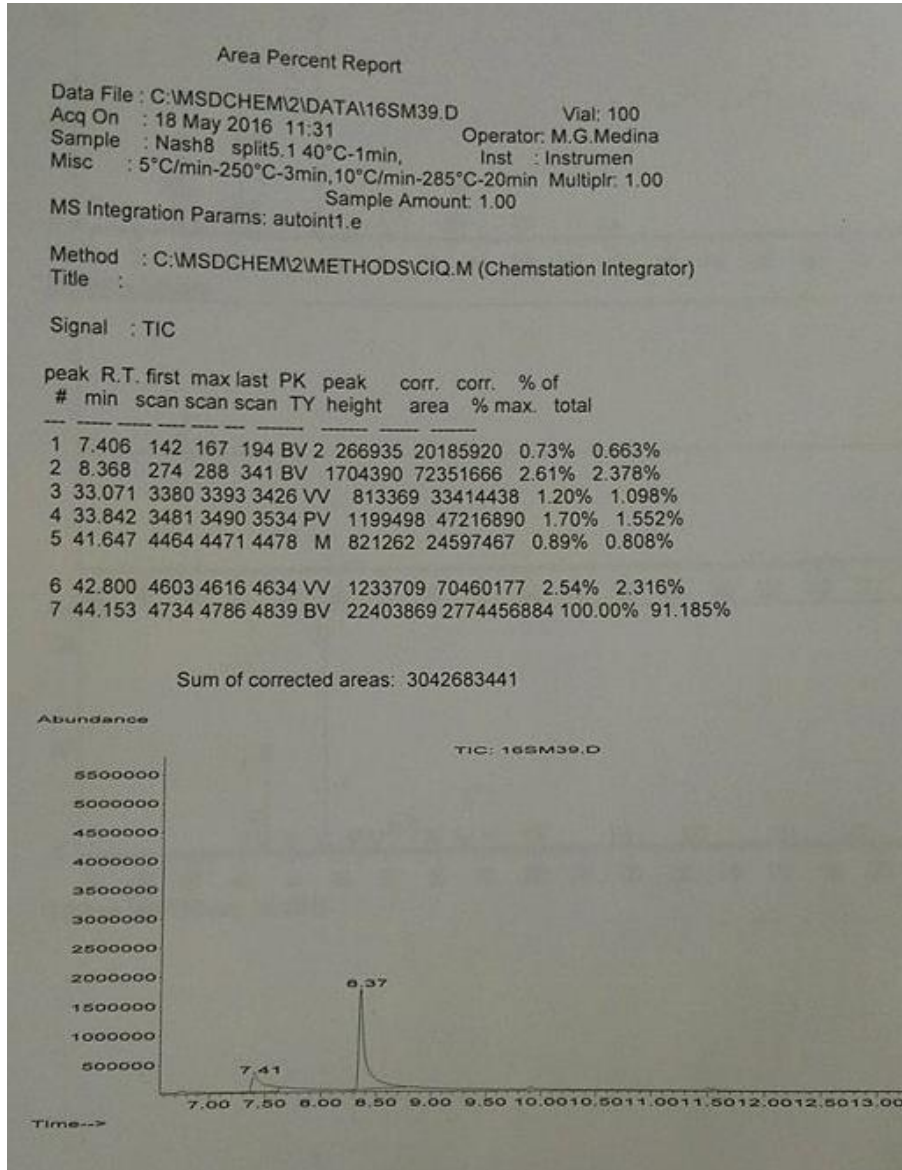 Area Percent Report
Data File : C:\MSDCHEM\2\DATA\16SM39.D Vial: 100
Acq On : 18 May 2016 11:31 Operator: M.G.Medina
Sample : Nash8 split5.1 40°C-1min, Inst : Instrumen
Misc : 5°C/min-250°C-3min,10°C/min-285°C-20min Multiplr: 1.00
Sample Amount: 1.00
MS Integration Params: autoint1.e
Method : C:\MSDCHEM\2\METHODS\CIQ.M (Chemstation Integrator)
Title :
Signal : TIC
peak R.T. first max last PK peak corr. corr. % of
# min scan scan scan TY height area % max. total
--- ----- ----- ---- ---- --- ------- ----- ------
1 7.406 142 167 194 BV 2 266935 20185920 0.73% 0.663%
2 8.368 274 288 341 BV 1704390 72351666 2.61% 2.378%
3 33.071 3380 3393 3426 VV 813369 33414438 1.20% 1.098%
4 33.842 3481 3490 3534 PV 1199498 47216890 1.70% 1.552%
5 41.647 4464 4471 4478 M 821262 24597467 0.89% 0.808%
6 42.800 4603 4616 4634 VV 1233709 70460177 2.54% 2.316%
7 44.153 4734 4786 4839 BV 22403869 2774456884 100.00% 91.185%
Sum of corrected areas: 3042683441
Abundance
TIC: 16SM39.D
5500000
5000000
4500000
4000000
3500000
3000000
2500000
2000000
8.37
1500000
1000000
500000
7.41
7.00 7.50 8.00 8.50 9.00 9.50 10.00 10.50 11.00 11.50 12.00 12.50 13.00
Time-->